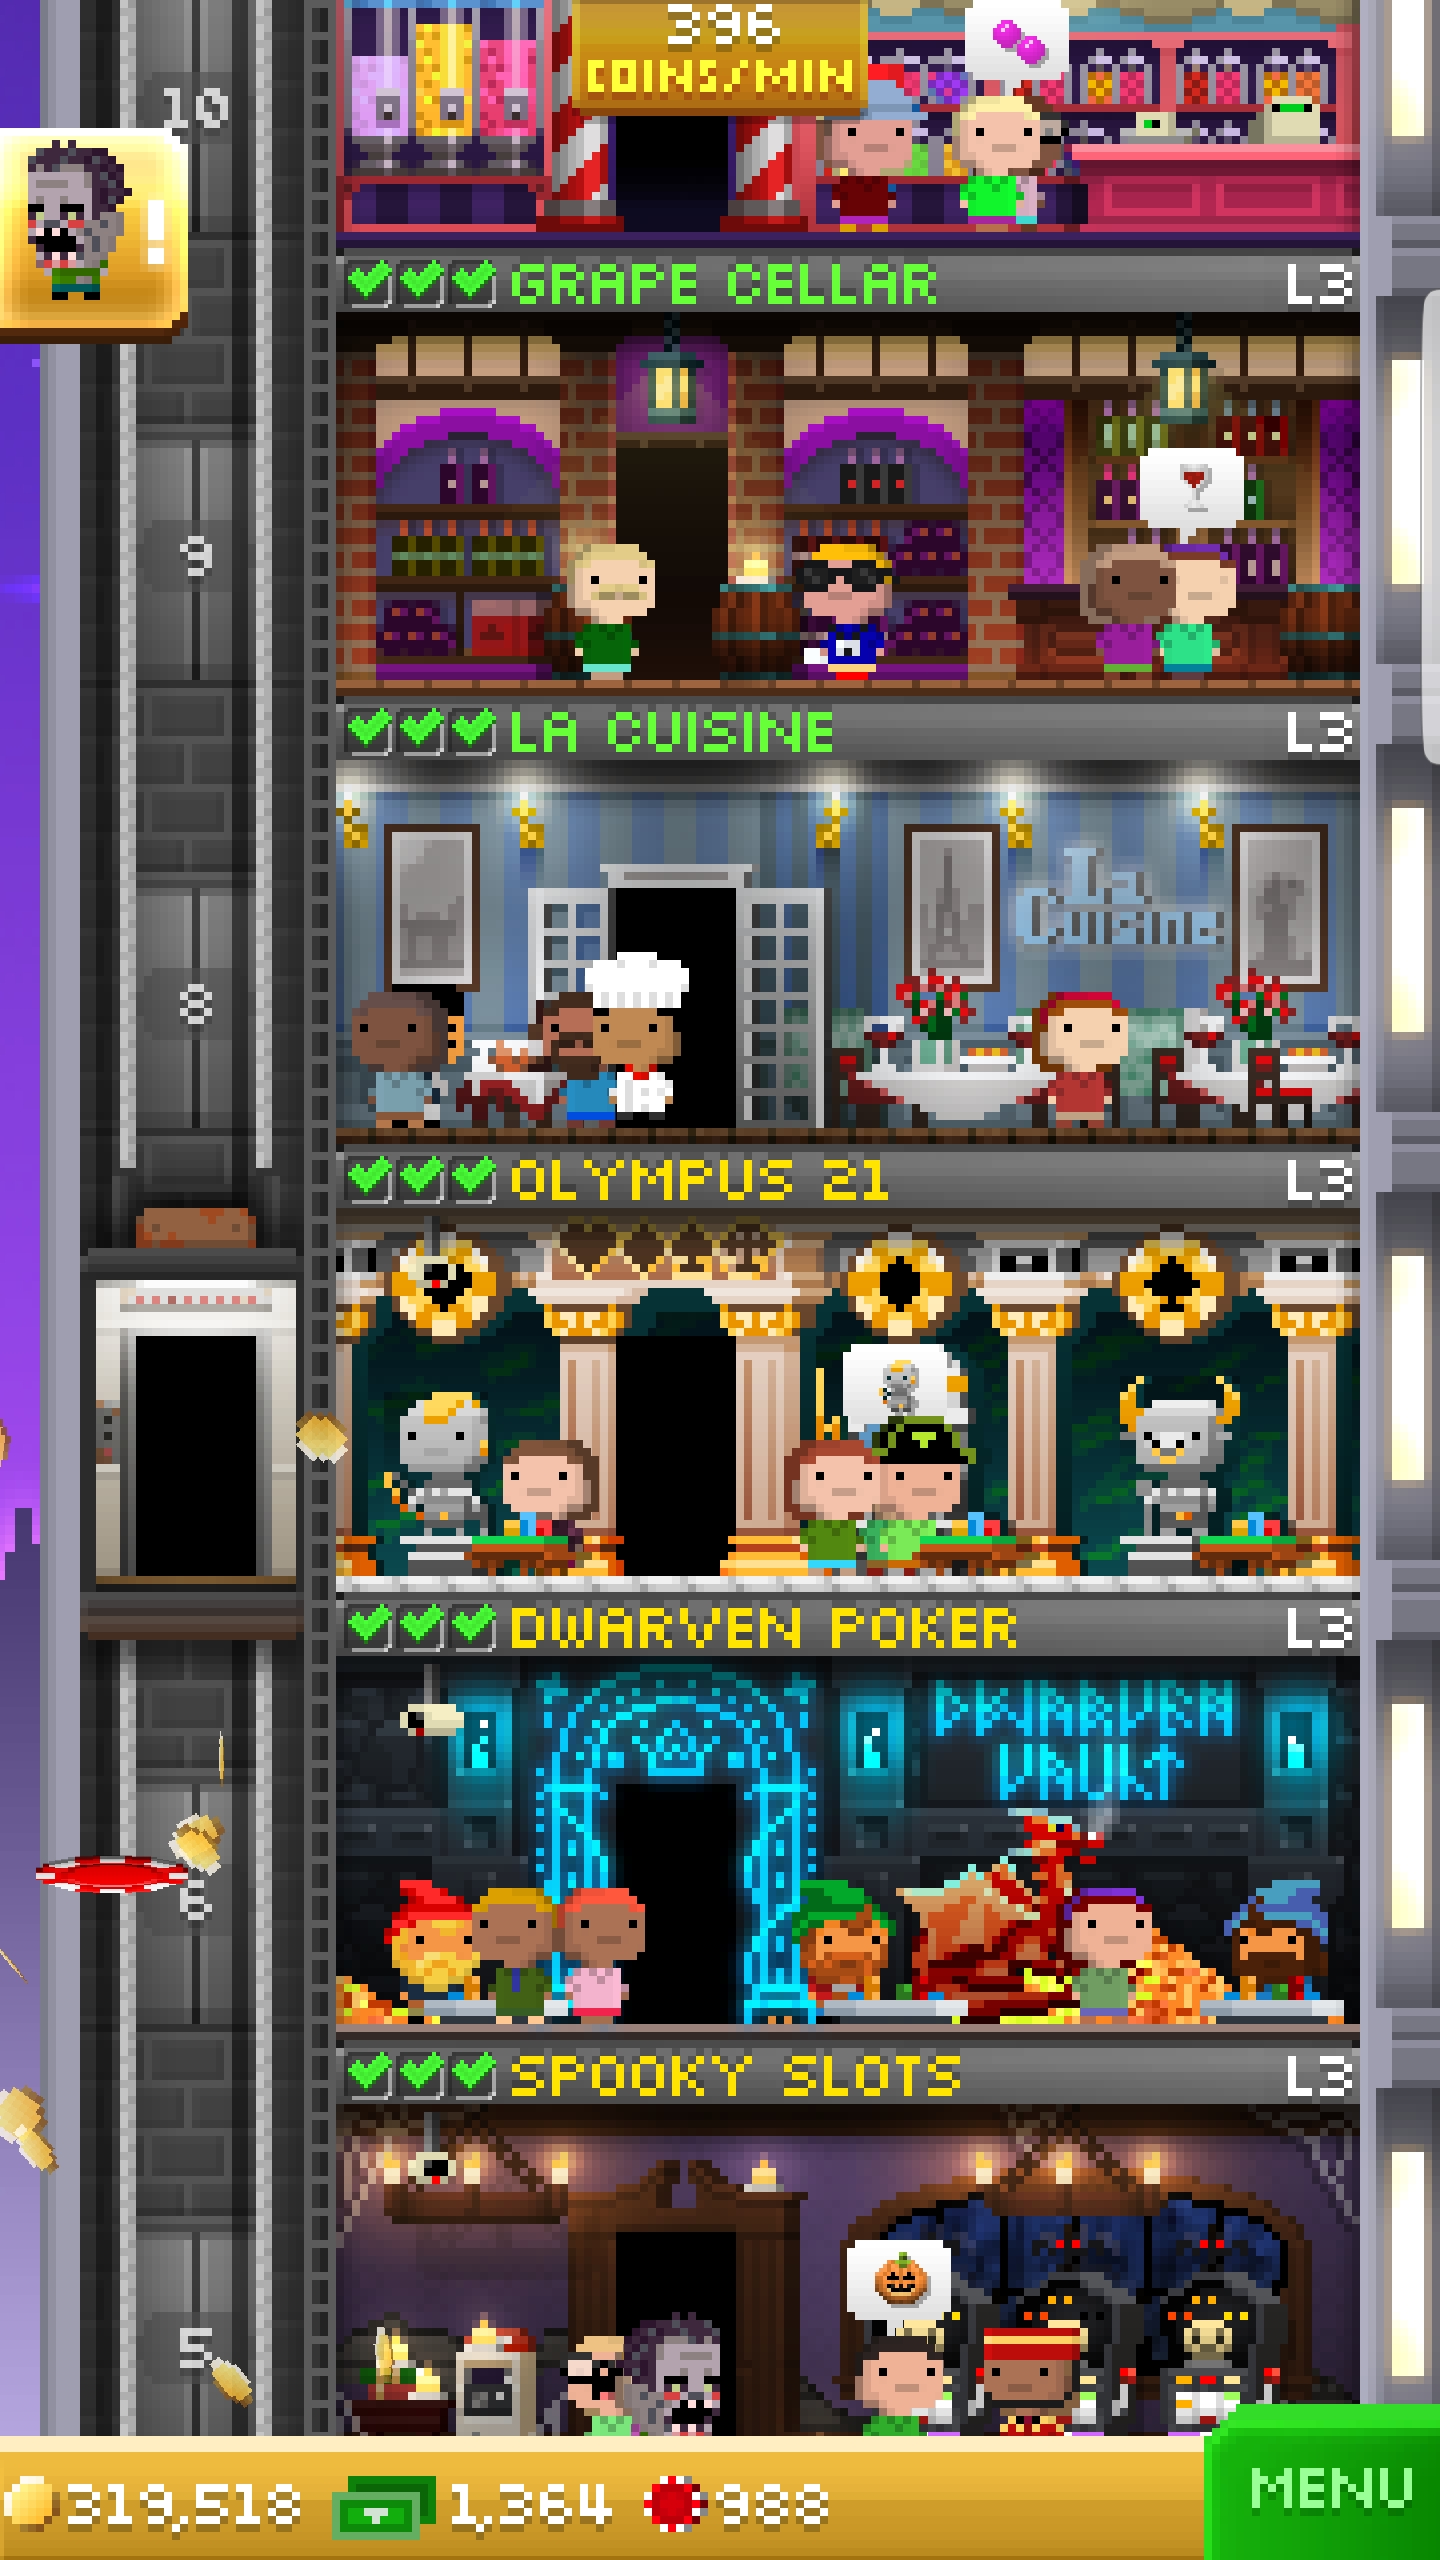 396
COINS/MIN
10
!
GRAPE CELLAR L3
9
LA CUISINE L3
La
Cuisine
8
OLYMPUS 21 L3
DWARVEN POKER L3
DWARVEN
VAULT
6
SPOOKY SLOTS L3
5
319,518 1,364 988
MENU